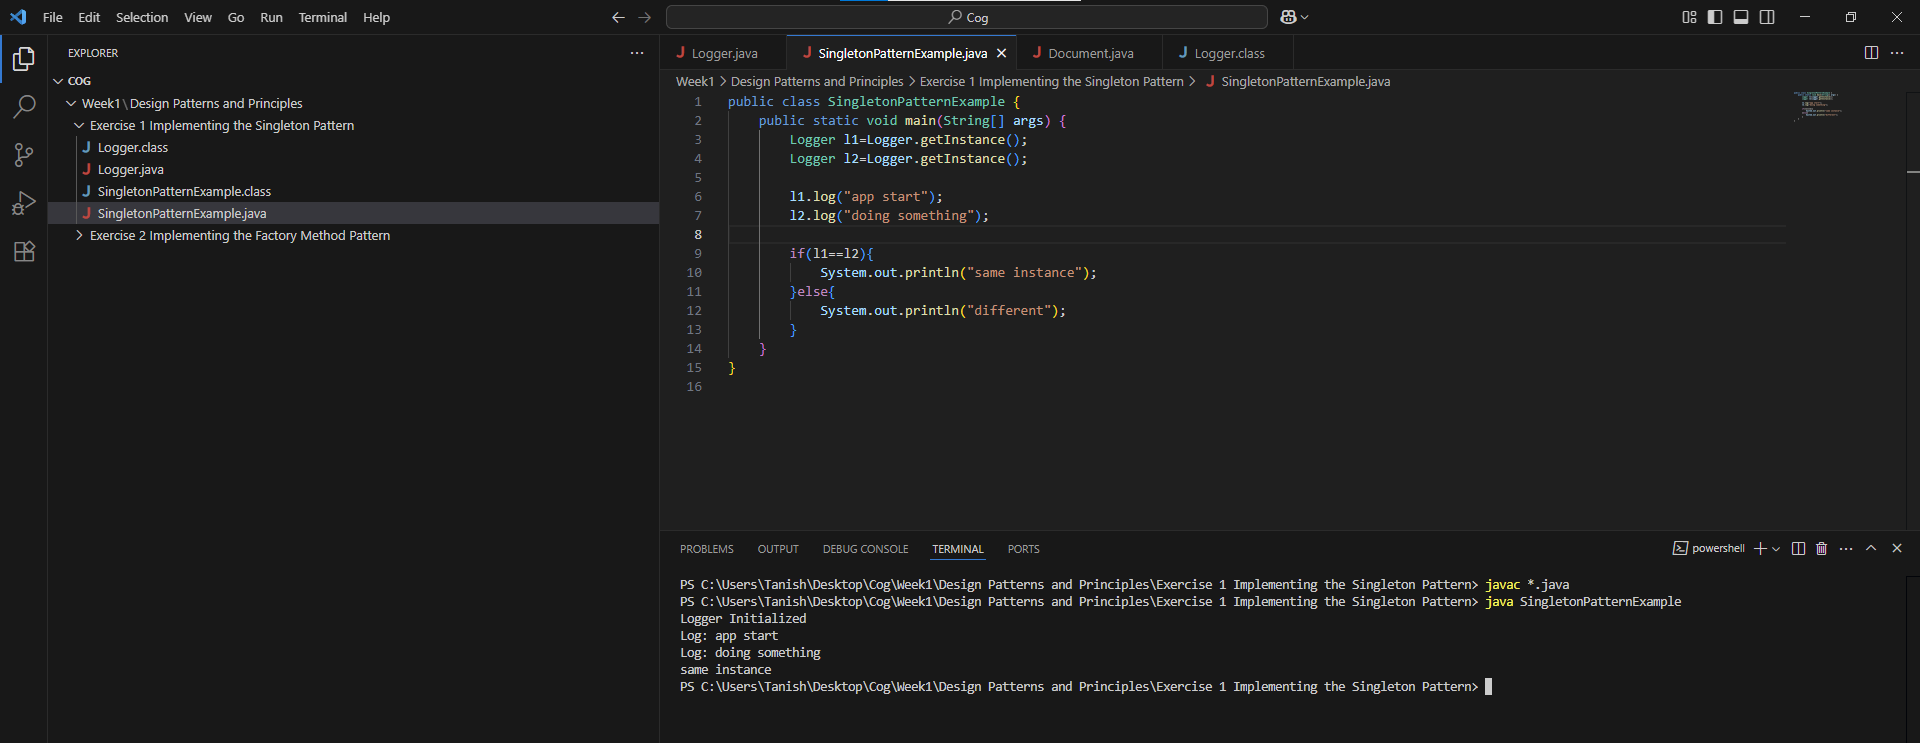 File Edit Selection View Go Run Terminal Help
Cog
EXPLORER
COG
Week1\Design Patterns and Principles
Exercise 1 Implementing the Singleton Pattern
Logger.class
Logger.java
SingletonPatternExample.class
SingletonPatternExample.java
Exercise 2 Implementing the Factory Method Pattern
Logger.java SingletonPatternExample.java Document.java Logger.class
Week1 > Design Patterns and Principles > Exercise 1 Implementing the Singleton Pattern > SingletonPatternExample.java
1 public class SingletonPatternExample {
2 public static void main(String[] args) {
3 Logger l1=Logger.getInstance();
4 Logger l2=Logger.getInstance();
5
6 l1.log("app start");
7 l2.log("doing something");
8
9 if(l1==l2){
10 System.out.println("same instance");
11 }else{
12 System.out.println("different");
13 }
14 }
15 }
16
PROBLEMS OUTPUT DEBUG CONSOLE TERMINAL PORTS
powershell
PS C:\Users\Tanish\Desktop\Cog\Week1\Design Patterns and Principles\Exercise 1 Implementing the Singleton Pattern> javac *.java
PS C:\Users\Tanish\Desktop\Cog\Week1\Design Patterns and Principles\Exercise 1 Implementing the Singleton Pattern> java SingletonPatternExample
Logger Initialized
Log: app start
Log: doing something
same instance
PS C:\Users\Tanish\Desktop\Cog\Week1\Design Patterns and Principles\Exercise 1 Implementing the Singleton Pattern>